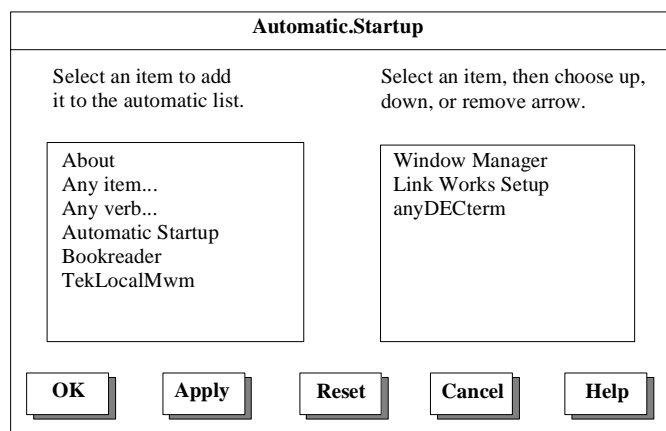 Automatic.Startup
Select an item to add
it to the automatic list.
Select an item, then choose up,
down, or remove arrow.
About
Any item...
Any verb...
Automatic Startup
Bookreader
TekLocalMwm
Window Manager
Link Works Setup
anyDECterm
OK
Apply
Reset
Cancel
Help